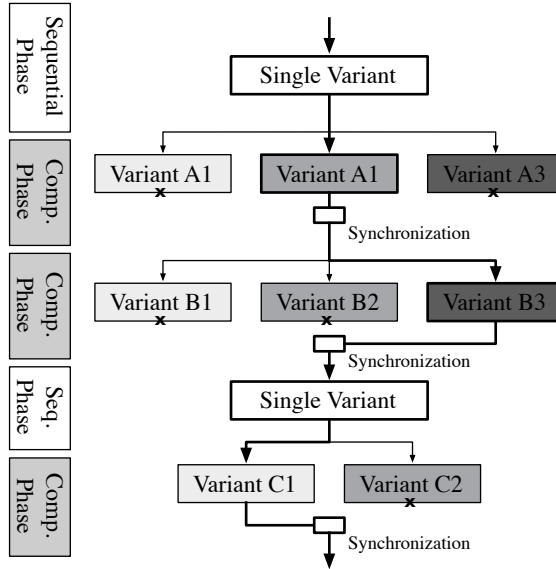 Sequential
Phase
Single Variant
Comp.
Phase
Variant A1
Variant A1
Variant A3
x
x
Synchronization
Comp.
Phase
Variant B1
Variant B2
Variant B3
x
x
Synchronization
Seq.
Phase
Single Variant
Comp.
Phase
Variant C1
Variant C2
x
Synchronization